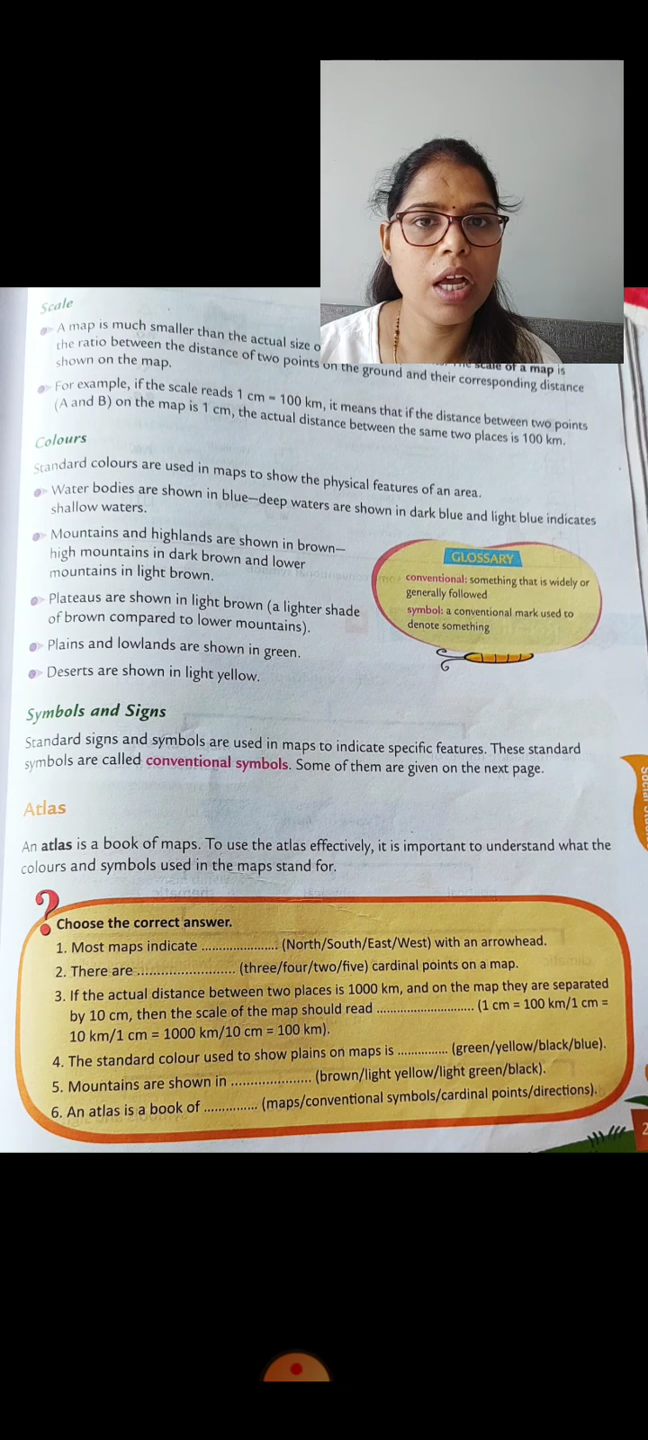 Scale
A map is much smaller than the actual size o
the scale of a map is
the ratio between the distance of two points on the ground and their corresponding distance
shown on the map.
For example, if the scale reads 1 cm = 100 km, it means that if the distance between two points
(A and B) on the map is 1 cm, the actual distance between the same two places is 100 km.
Colours
Standard colours are used in maps to show the physical features of an area.
Water bodies are shown in blue—deep waters are shown in dark blue and light blue indicates
shallow waters.
Mountains and highlands are shown in brown—
high mountains in dark brown and lower
mountains in light brown.
Plateaus are shown in light brown (a lighter shade
of brown compared to lower mountains).
Plains and lowlands are shown in green.
Deserts are shown in light yellow.
GLOSSARY
conventional: something that is widely or
generally followed
symbol: a conventional mark used to
denote something
Symbols and Signs
Standard signs and symbols are used in maps to indicate specific features. These standard
symbols are called conventional symbols. Some of them are given on the next page.
Atlas
An atlas is a book of maps. To use the atlas effectively, it is important to understand what the
colours and symbols used in the maps stand for.
?
Choose the correct answer.
1. Most maps indicate ...................... (North/South/East/West) with an arrowhead.
2. There are .......................... (three/four/two/five) cardinal points on a map.
3. If the actual distance between two places is 1000 km, and on the map they are separated
by 10 cm, then the scale of the map should read ............................ (1 cm = 100 km/1 cm =
10 km/1 cm = 1000 km/10 cm = 100 km).
4. The standard colour used to show plains on maps is ............... (green/yellow/black/blue).
5. Mountains are shown in ...................... (brown/light yellow/light green/black).
6. An atlas is a book of ............... (maps/conventional symbols/cardinal points/directions).
2